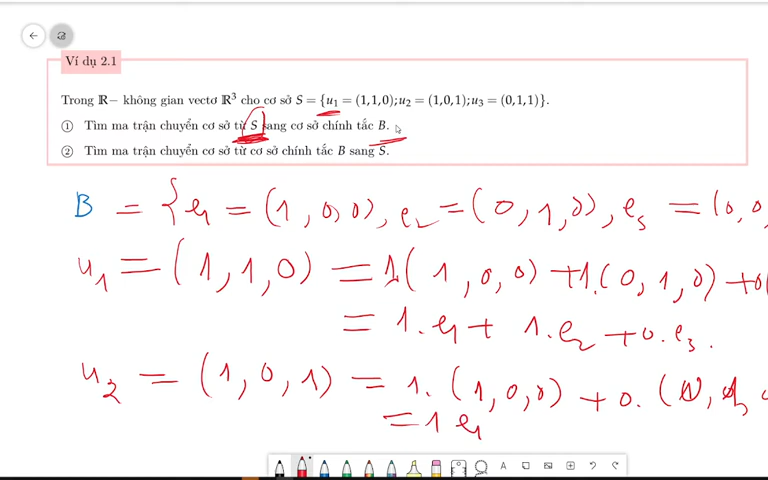 Ví dụ 2.1
Trong ℝ− không gian vectơ ℝ³ cho cơ sở S = {u₁ = (1,1,0); u₂ = (1,0,1); u₃ = (0,1,1)}.
① Tìm ma trận chuyển cơ sở từ S sang cơ sở chính tắc B.
② Tìm ma trận chuyển cơ sở từ cơ sở chính tắc B sang S.
B = {e₁ = (1,0,0), e₂ = (0,1,0), e₃ = (0,0,
u₁ = (1,1,0) = 1(1,0,0) + 1.(0,1,0) + 0(
= 1.e₁ + 1.e₂ + 0.e₃.
u₂ = (1,0,1) = 1.(1,0,0) + 0.(
= 1 e₁
A